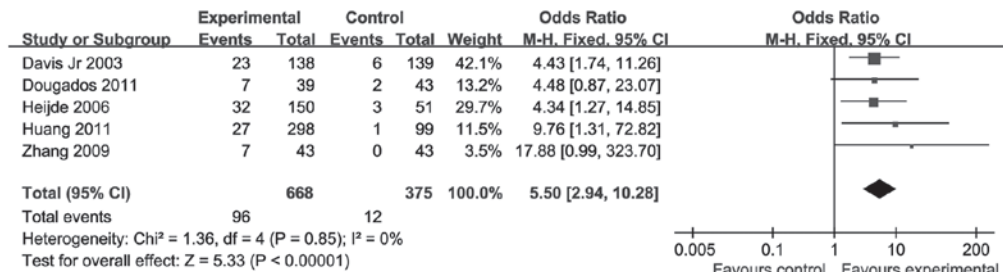 Experimental Control Odds Ratio Odds Ratio
Study or Subgroup Events Total Events Total Weight M-H. Fixed. 95% CI M-H. Fixed. 95% CI
Davis Jr 2003 23 138 6 139 42.1% 4.43 [1.74, 11.26]
Dougados 2011 7 39 2 43 13.2% 4.48 [0.87, 23.07]
Heijde 2006 32 150 3 51 29.7% 4.34 [1.27, 14.85]
Huang 2011 27 298 1 99 11.5% 9.76 [1.31, 72.82]
Zhang 2009 7 43 0 43 3.5% 17.88 [0.99, 323.70]
Total (95% CI) 668 375 100.0% 5.50 [2.94, 10.28]
Total events 96 12
Heterogeneity: Chi² = 1.36, df = 4 (P = 0.85); I² = 0%
Test for overall effect: Z = 5.33 (P < 0.00001)
0.005 0.1 1 10 200
Favours control Favours experimental